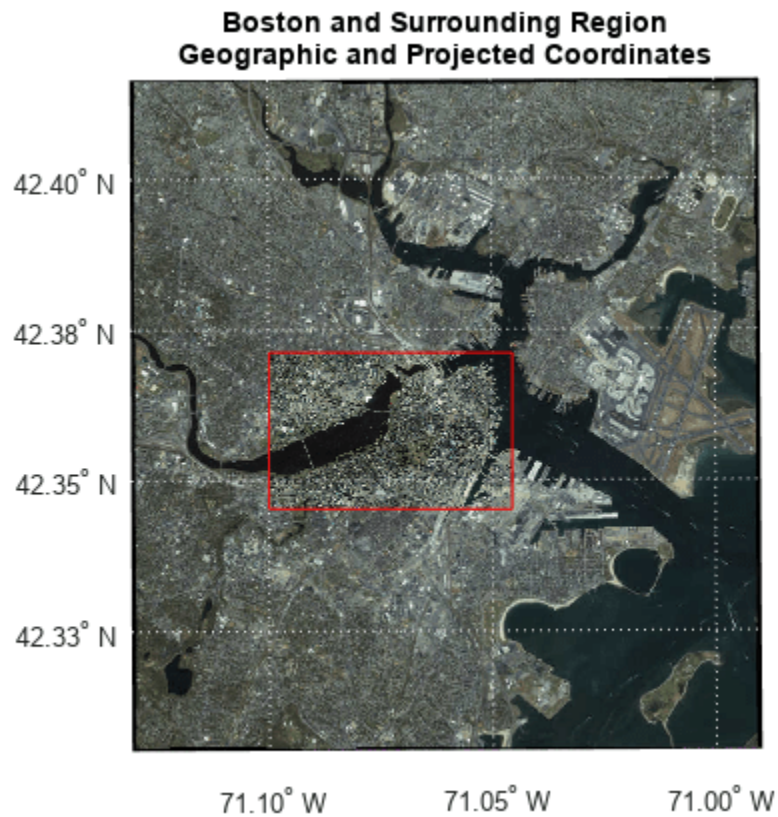 Boston and Surrounding Region
Geographic and Projected Coordinates
42.40° N
42.38° N
42.35° N
42.33° N
71.10° W
71.05° W
71.00° W